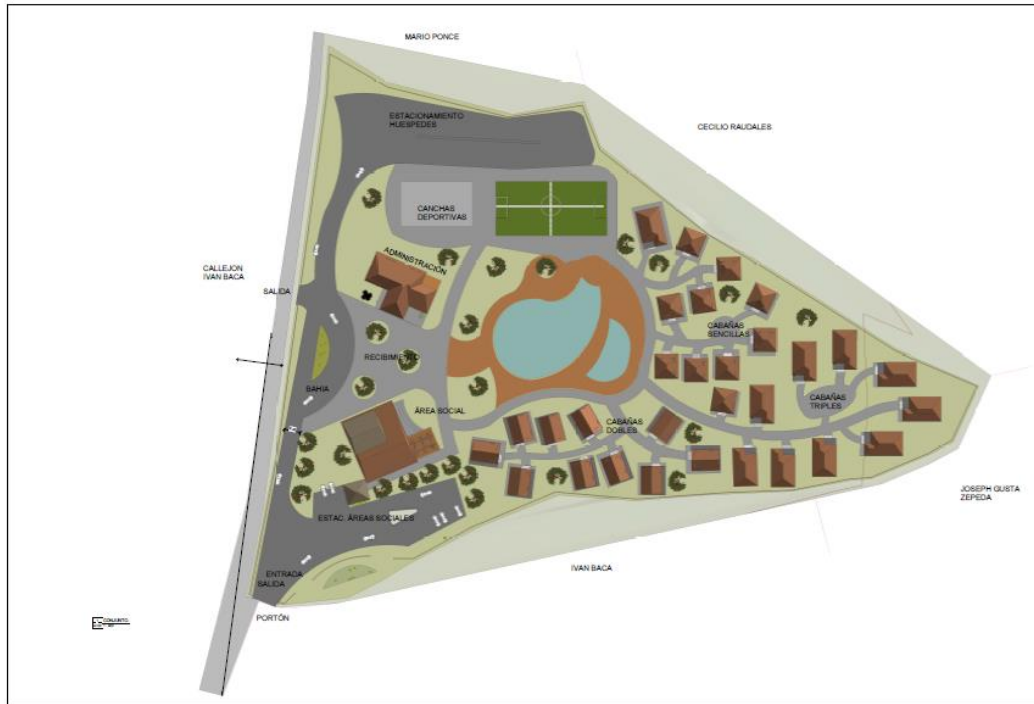 MARIO PONCE
ESTACIONAMIENTO
HUESPEDES
CECILIO RAUDALES
CANCHAS
DEPORTIVAS
ADMINISTRACIÓN
CALLEJON
IVAN BACA
SALIDA
CABAÑAS
SENCILLAS
RECIBIMIENTO
BAHIA
CABAÑAS
TRIPLES
ÁREA SOCIAL
CABAÑAS
DOBLES
JOSEPH GUSTA
ZEPEDA
ESTAC. ÁREAS SOCIALES
IVAN BACA
ENTRADA
SALIDA
PORTÓN
CONJUNTO